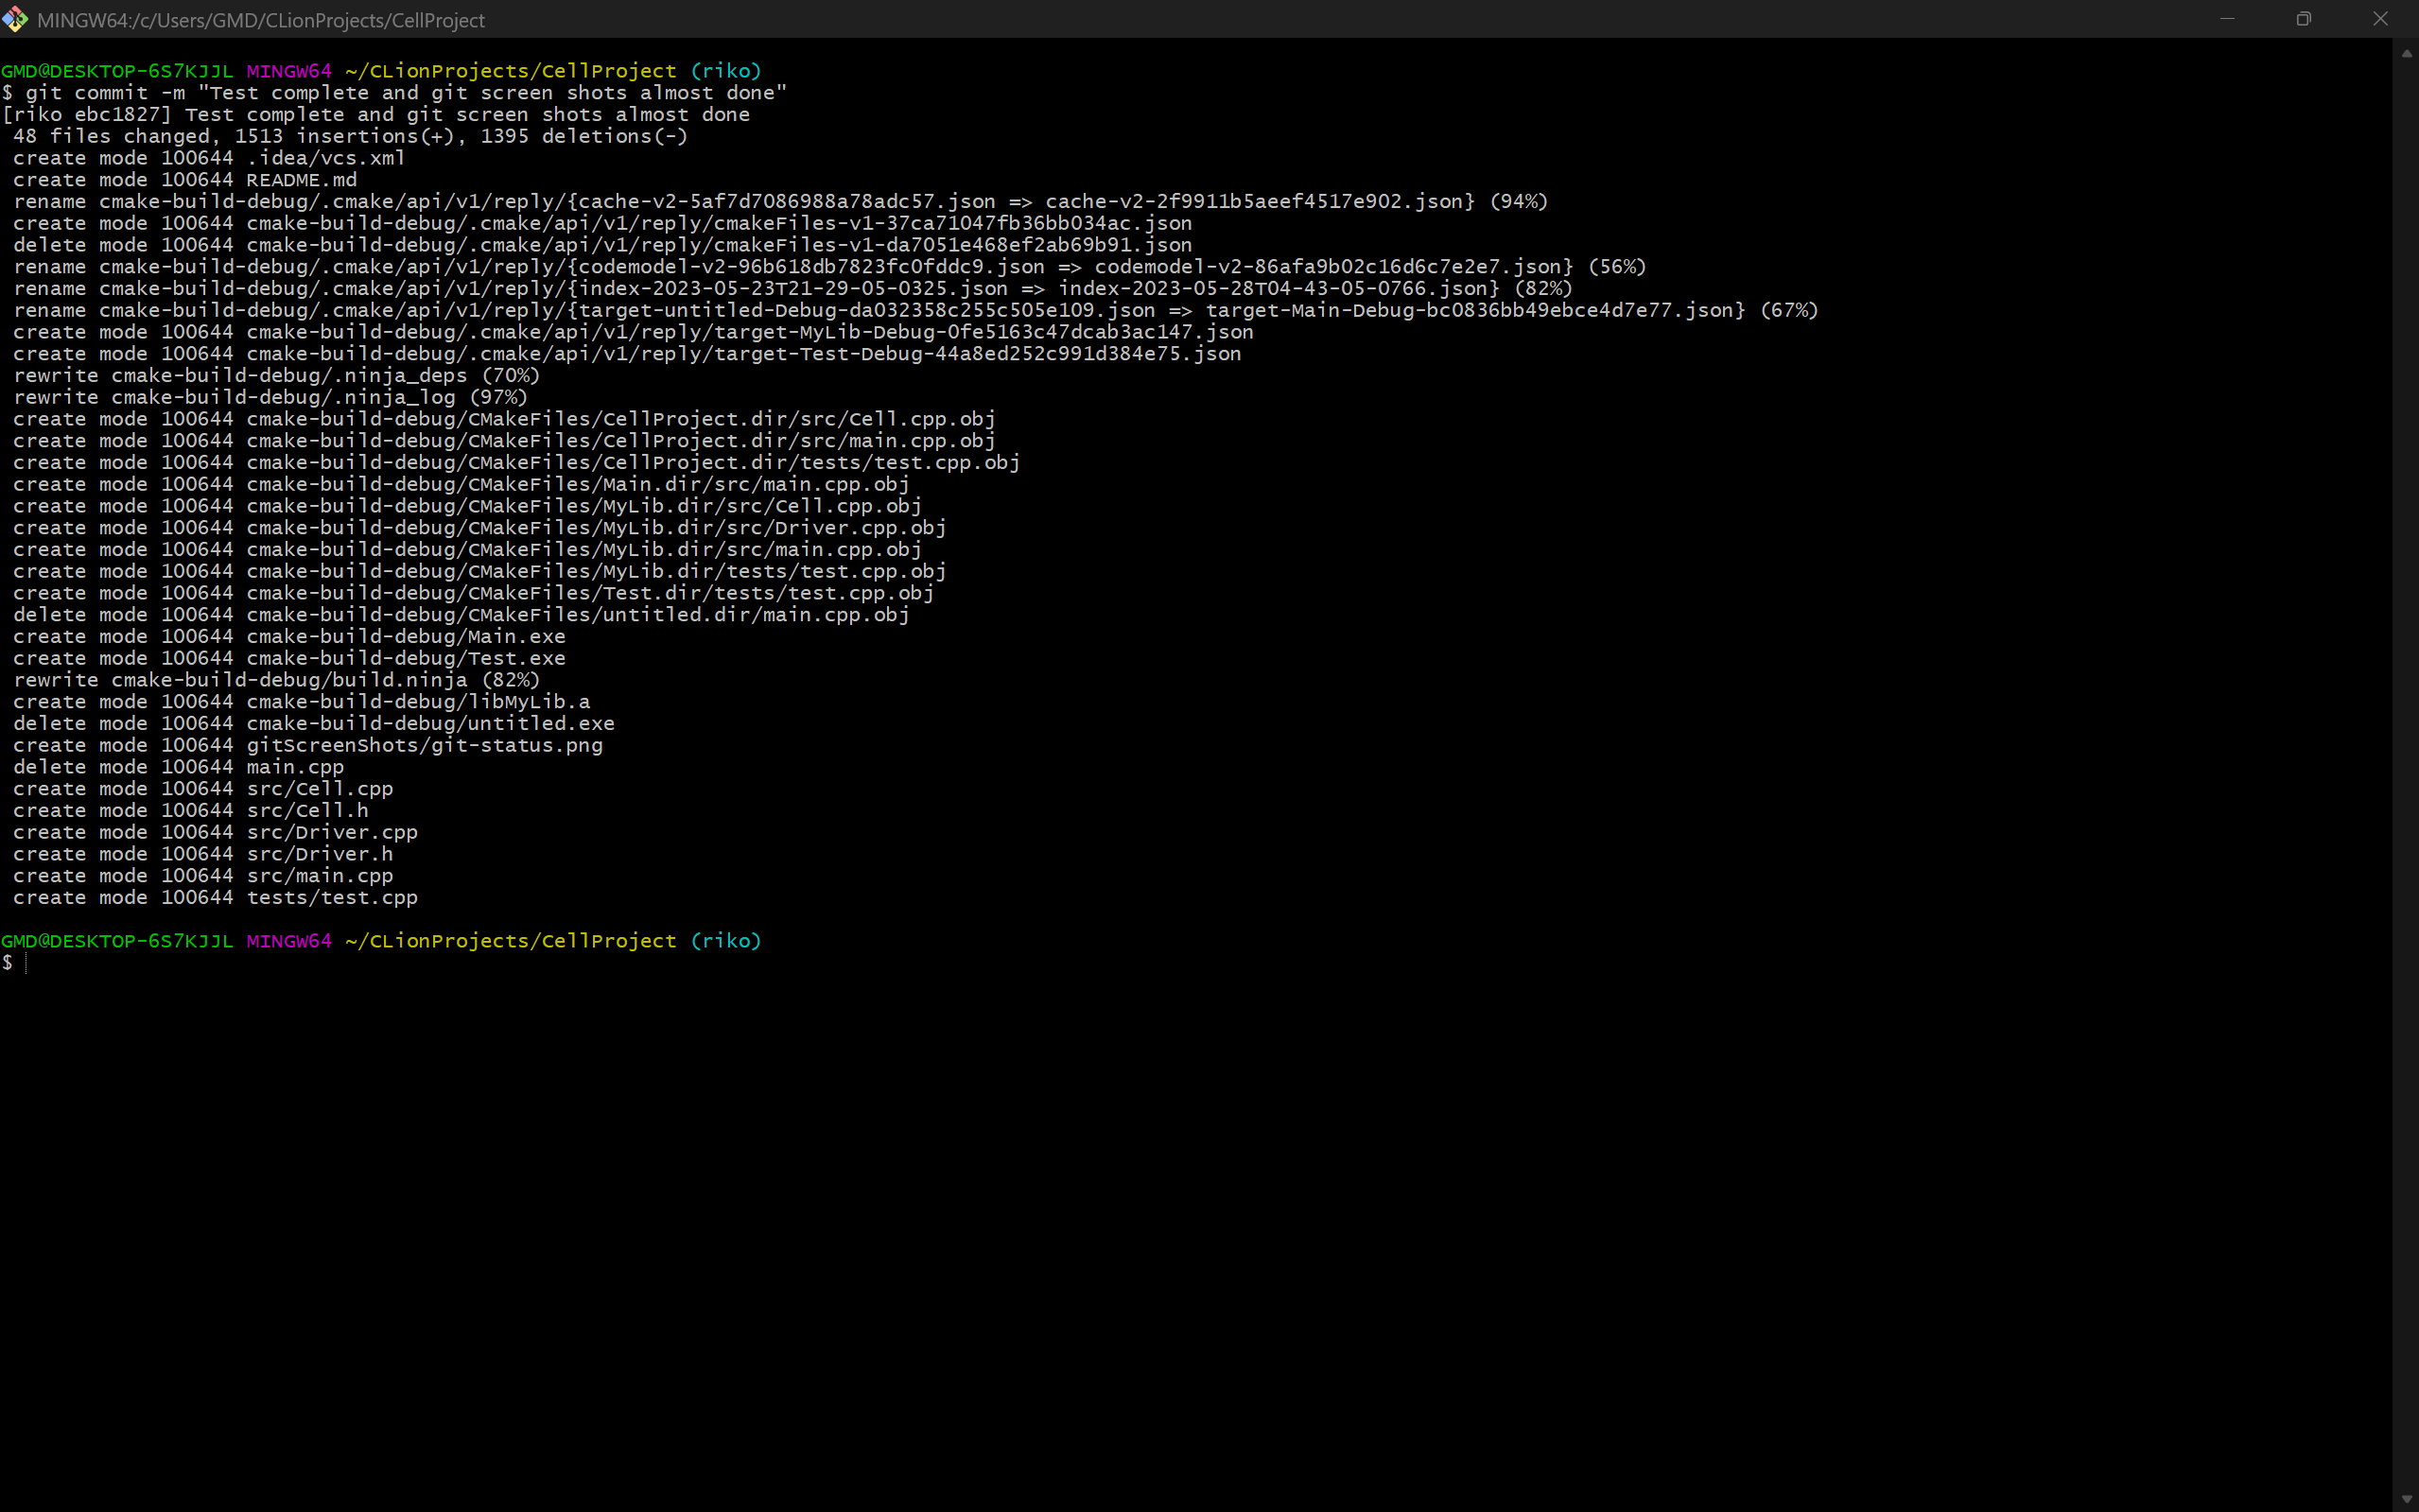 MINGW64:/c/Users/GMD/CLionProjects/CellProject
GMD@DESKTOP-6S7KJJL MINGW64 ~/CLionProjects/CellProject (riko)
$ git commit -m "Test complete and git screen shots almost done"
[riko ebc1827] Test complete and git screen shots almost done
 48 files changed, 1513 insertions(+), 1395 deletions(-)
 create mode 100644 .idea/vcs.xml
 create mode 100644 README.md
 rename cmake-build-debug/.cmake/api/v1/reply/{cache-v2-5af7d7086988a78adc57.json => cache-v2-2f9911b5aeef4517e902.json} (94%)
 create mode 100644 cmake-build-debug/.cmake/api/v1/reply/cmakeFiles-v1-37ca71047fb36bb034ac.json
 delete mode 100644 cmake-build-debug/.cmake/api/v1/reply/cmakeFiles-v1-da7051e468ef2ab69b91.json
 rename cmake-build-debug/.cmake/api/v1/reply/{codemodel-v2-96b618db7823fc0fddc9.json => codemodel-v2-86afa9b02c16d6c7e2e7.json} (56%)
 rename cmake-build-debug/.cmake/api/v1/reply/{index-2023-05-23T21-29-05-0325.json => index-2023-05-28T04-43-05-0766.json} (82%)
 rename cmake-build-debug/.cmake/api/v1/reply/{target-untitled-Debug-da032358c255c505e109.json => target-Main-Debug-bc0836bb49ebce4d7e77.json} (67%)
 create mode 100644 cmake-build-debug/.cmake/api/v1/reply/target-MyLib-Debug-0fe5163c47dcab3ac147.json
 create mode 100644 cmake-build-debug/.cmake/api/v1/reply/target-Test-Debug-44a8ed252c991d384e75.json
 rewrite cmake-build-debug/.ninja_deps (70%)
 rewrite cmake-build-debug/.ninja_log (97%)
 create mode 100644 cmake-build-debug/CMakeFiles/CellProject.dir/src/Cell.cpp.obj
 create mode 100644 cmake-build-debug/CMakeFiles/CellProject.dir/src/main.cpp.obj
 create mode 100644 cmake-build-debug/CMakeFiles/CellProject.dir/tests/test.cpp.obj
 create mode 100644 cmake-build-debug/CMakeFiles/Main.dir/src/main.cpp.obj
 create mode 100644 cmake-build-debug/CMakeFiles/MyLib.dir/src/Cell.cpp.obj
 create mode 100644 cmake-build-debug/CMakeFiles/MyLib.dir/src/Driver.cpp.obj
 create mode 100644 cmake-build-debug/CMakeFiles/MyLib.dir/src/main.cpp.obj
 create mode 100644 cmake-build-debug/CMakeFiles/MyLib.dir/tests/test.cpp.obj
 create mode 100644 cmake-build-debug/CMakeFiles/Test.dir/tests/test.cpp.obj
 delete mode 100644 cmake-build-debug/CMakeFiles/untitled.dir/main.cpp.obj
 create mode 100644 cmake-build-debug/Main.exe
 create mode 100644 cmake-build-debug/Test.exe
 rewrite cmake-build-debug/build.ninja (82%)
 create mode 100644 cmake-build-debug/libMyLib.a
 delete mode 100644 cmake-build-debug/untitled.exe
 create mode 100644 gitScreenShots/git-status.png
 delete mode 100644 main.cpp
 create mode 100644 src/Cell.cpp
 create mode 100644 src/Cell.h
 create mode 100644 src/Driver.cpp
 create mode 100644 src/Driver.h
 create mode 100644 src/main.cpp
 create mode 100644 tests/test.cpp
GMD@DESKTOP-6S7KJJL MINGW64 ~/CLionProjects/CellProject (riko)
$